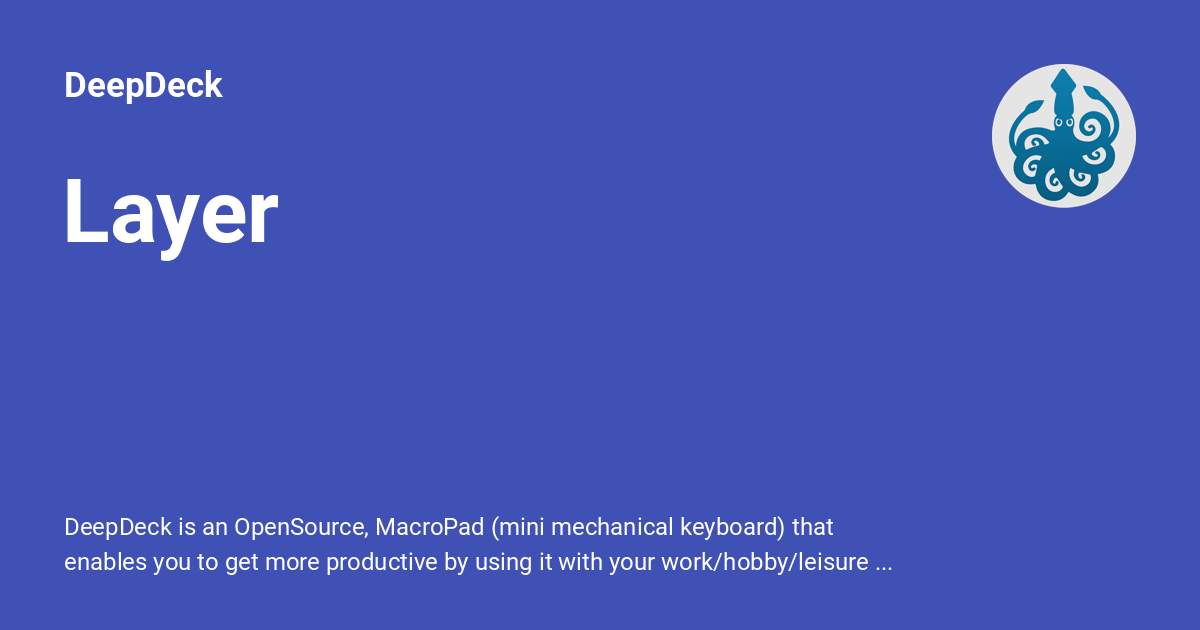 DeepDeck
Layer
DeepDeck is an OpenSource, MacroPad (mini mechanical keyboard) that
enables you to get more productive by using it with your work/hobby/leisure ...